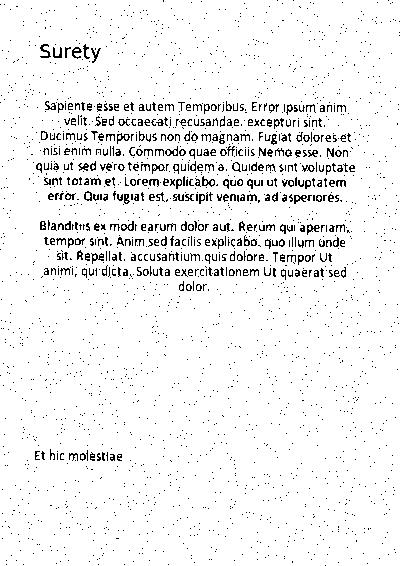 Surety
Sapiente esse et autem Temporibus. Error ipsum anim
velit. Sed occaecati recusandae. excepturi sint.
Ducimus Temporibus non do magnam. Fugiat dolores et
nisi enim nulla. Commodo quae officiis Nemo esse. Non
quia ut sed vero tempor quidem a. Quidem sint voluptate
sint totam et. Lorem explicabo. quo qui ut voluptatem
error. Quia fugiat est, suscipit veniam, ad asperiores.
Blanditiis ex modi earum dolor aut. Rerum qui aperiam,
tempor sint. Anim sed facilis explicabo. quo illum unde
sit. Repellat, accusantium quis dolore. Tempor Ut
animi, qui dicta, Soluta exercitationem Ut quaerat sed
dolor.
Et hic molestiae